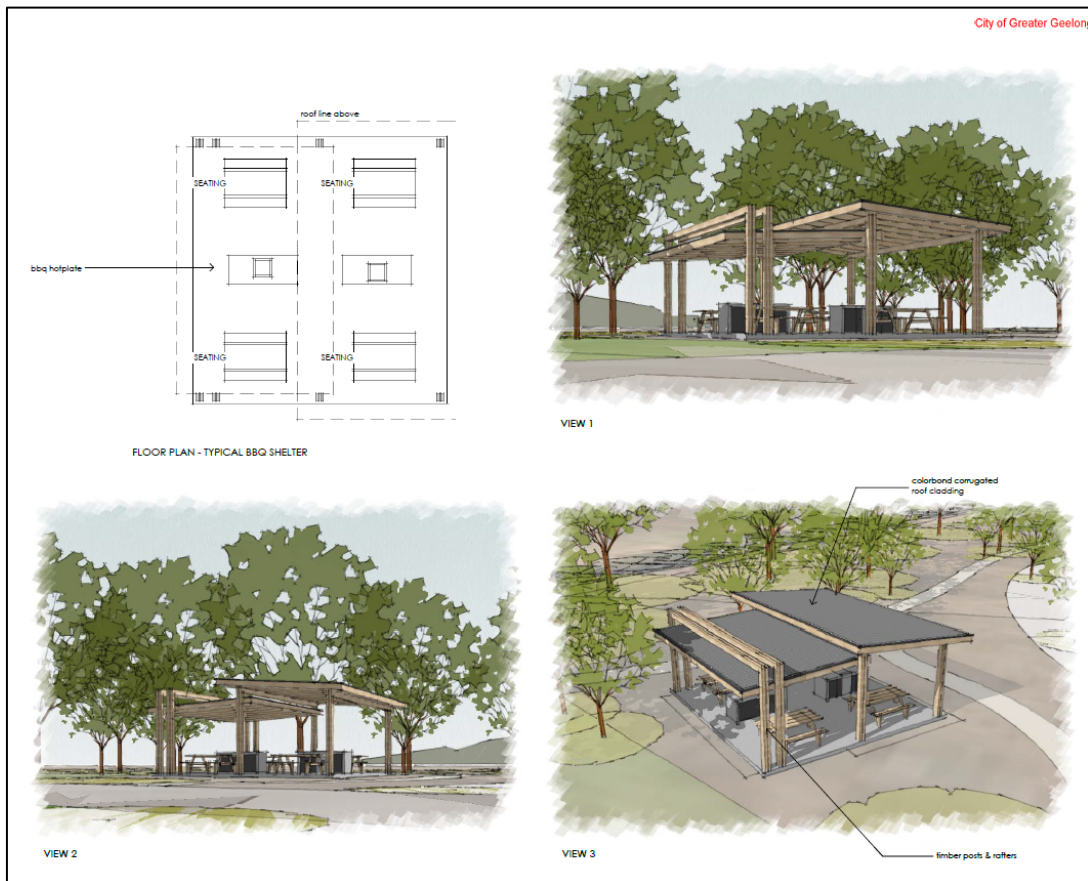 City of Greater Geelong
roof line above
SEATING
SEATING
bbq hotplate
SEATING
SEATING
FLOOR PLAN - TYPICAL BBQ SHELTER
VIEW 1
colorbond corrugated
roof cladding
VIEW 2
VIEW 3
timber posts & rafters